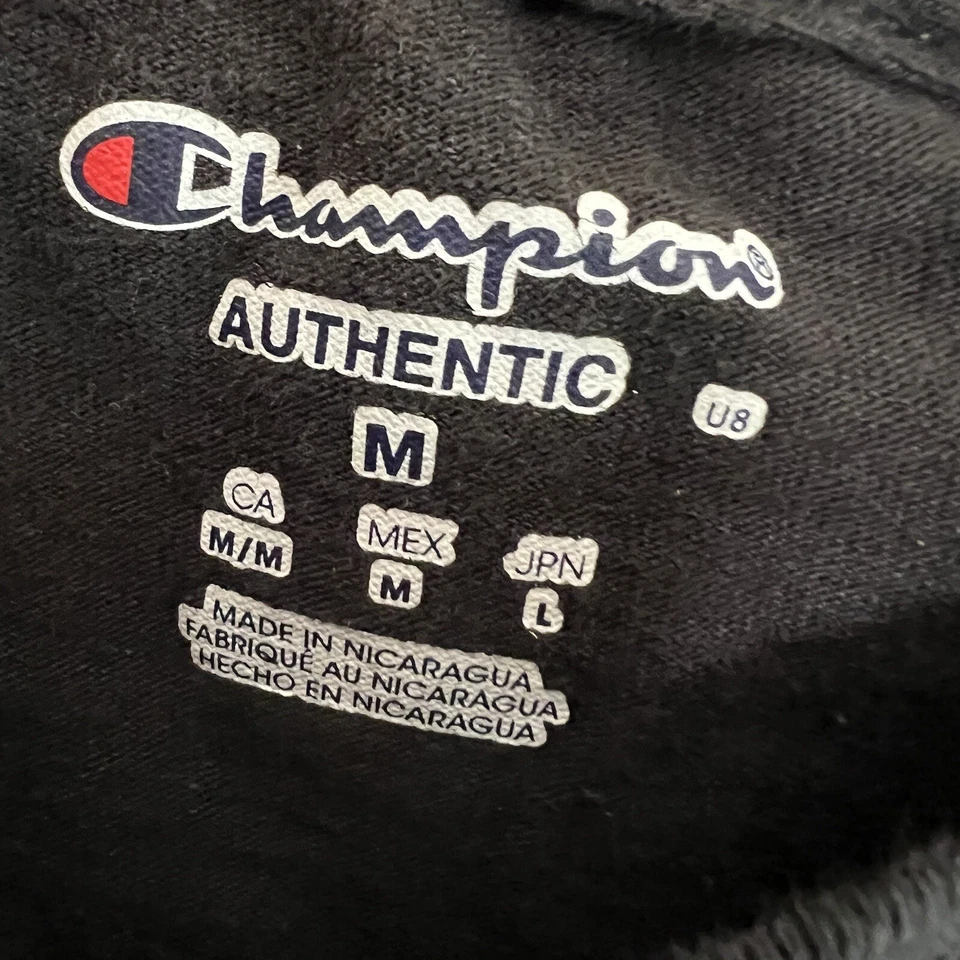 Champion®
AUTHENTIC
U8
M
CA MEX JPN
M/M M L
MADE IN NICARAGUA
FABRIQUÉ AU NICARAGUA
HECHO EN NICARAGUA